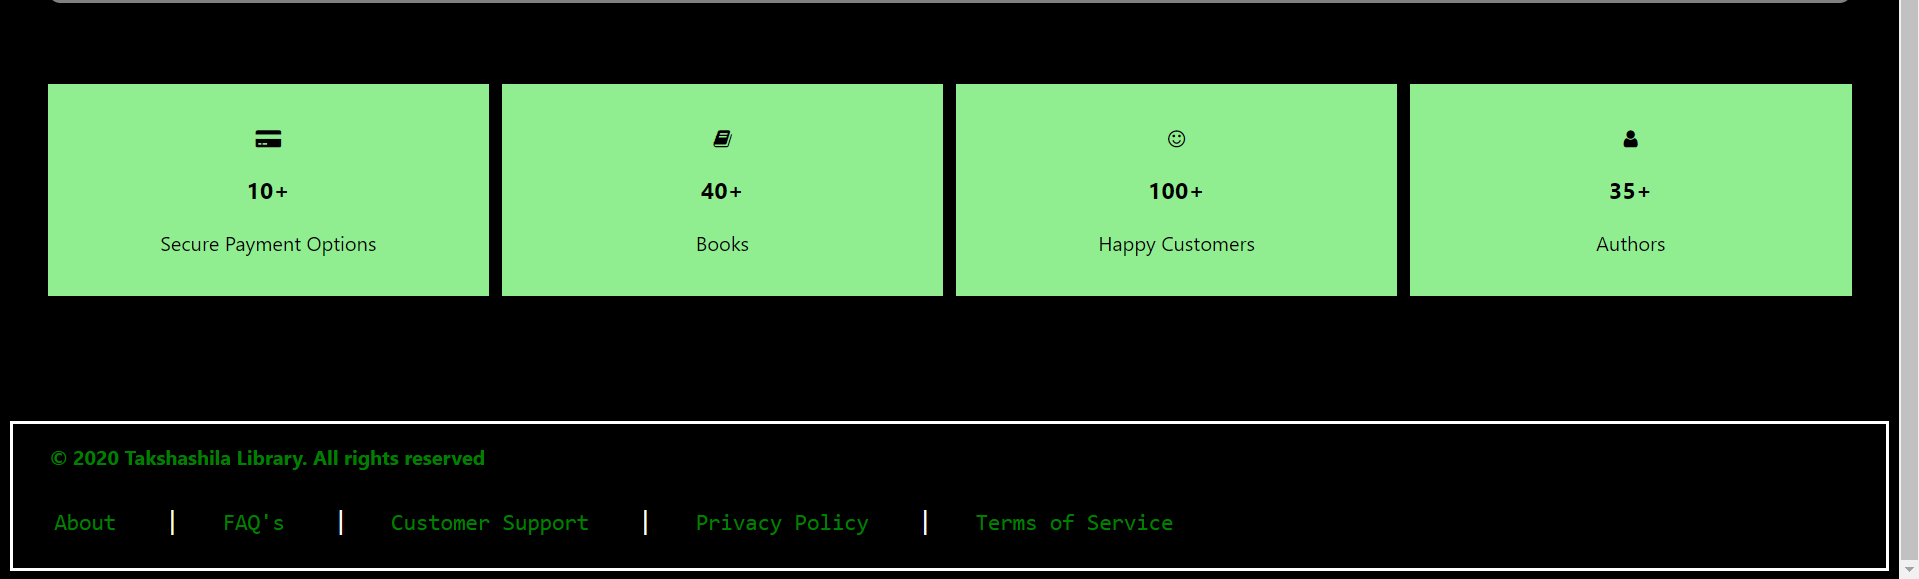 10+
Secure Payment Options
40+
Books
100+
Happy Customers
35+
Authors
© 2020 Takshashila Library. All rights reserved
About | FAQ's | Customer Support | Privacy Policy | Terms of Service